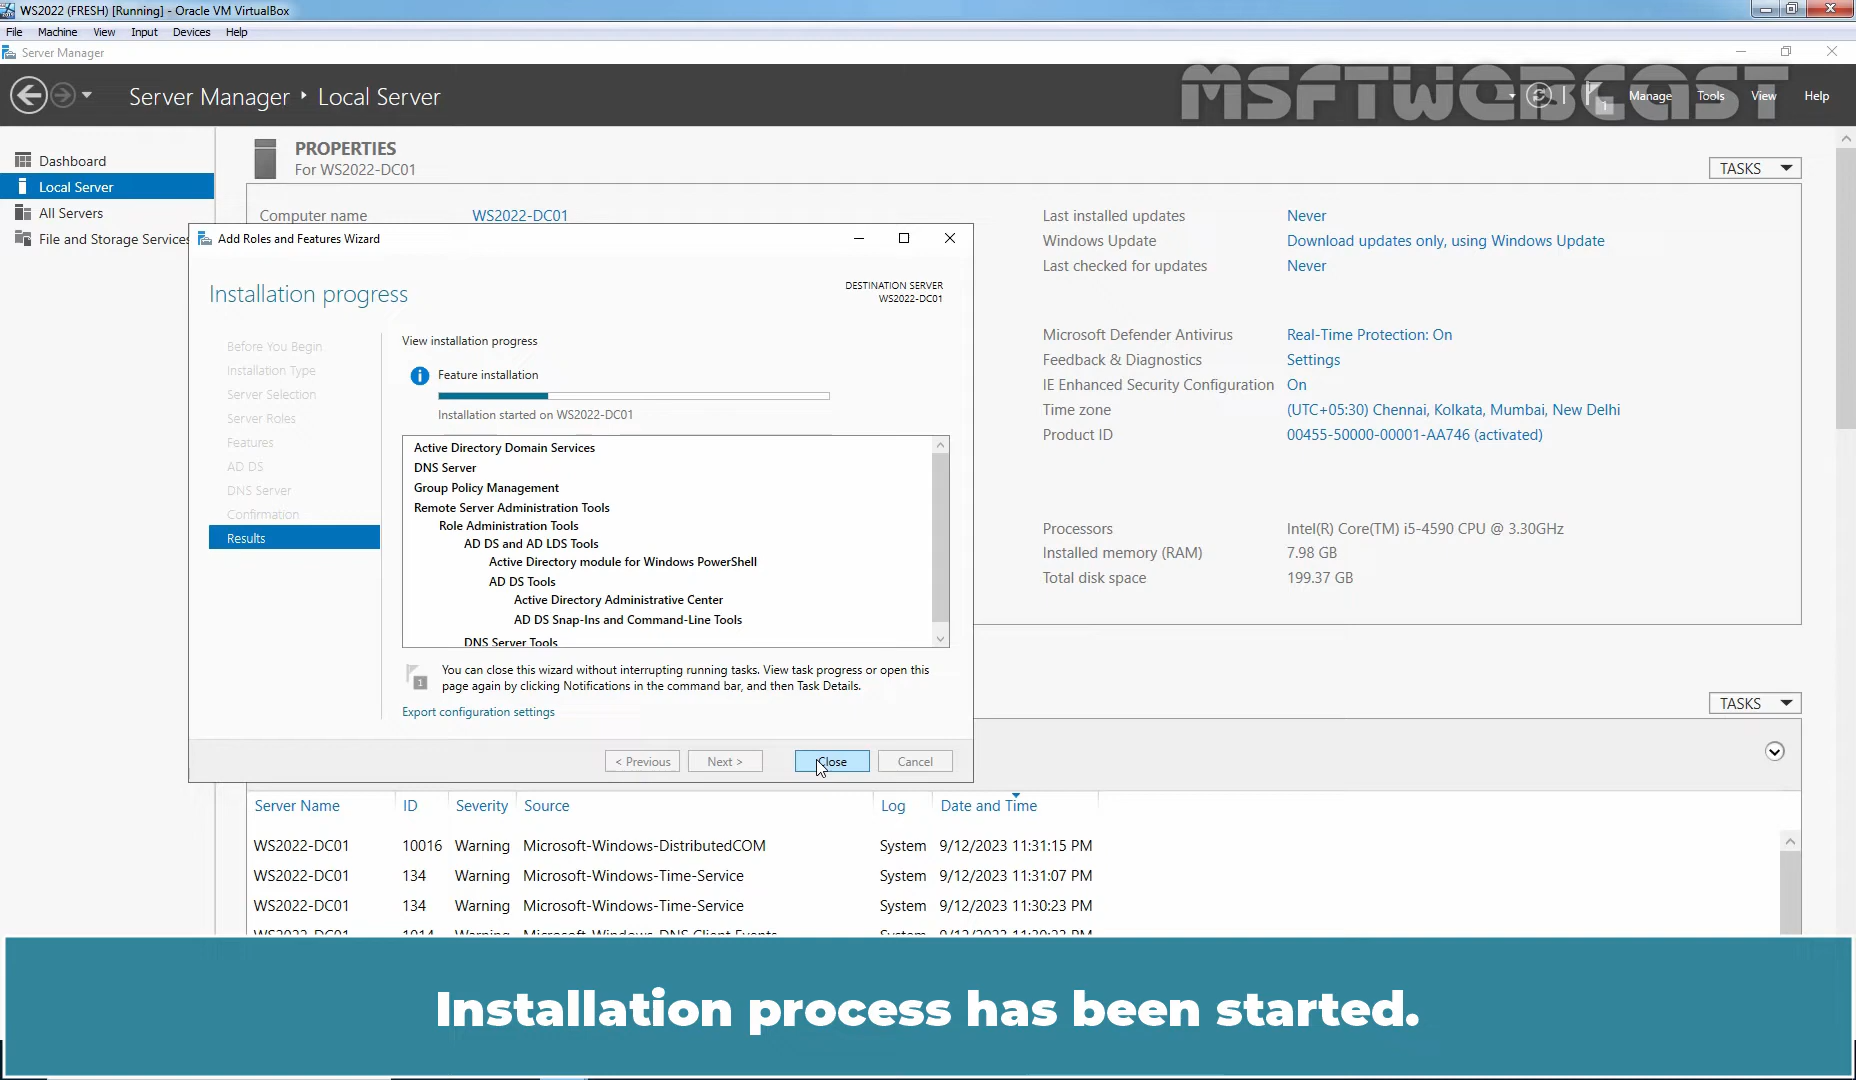 WS2022 (FRESH) [Running] - Oracle VM VirtualBox
File Machine View Input Devices Help
Server Manager
Server Manager ‣ Local Server
MSFTWEBCAST
Manage Tools View Help
Dashboard
Local Server
All Servers
File and Storage Services
PROPERTIES
For WS2022-DC01
TASKS
Computer name WS2022-DC01
Last installed updates Never
Windows Update Download updates only, using Windows Update
Last checked for updates Never
Microsoft Defender Antivirus Real-Time Protection: On
Feedback & Diagnostics Settings
IE Enhanced Security Configuration On
Time zone (UTC+05:30) Chennai, Kolkata, Mumbai, New Delhi
Product ID 00455-50000-00001-AA746 (activated)
Processors Intel(R) Core(TM) i5-4590 CPU @ 3.30GHz
Installed memory (RAM) 7.98 GB
Total disk space 199.37 GB
Add Roles and Features Wizard
Installation progress
DESTINATION SERVER
WS2022-DC01
Before You Begin
Installation Type
Server Selection
Server Roles
Features
AD DS
DNS Server
Confirmation
Results
View installation progress
Feature installation
Installation started on WS2022-DC01
Active Directory Domain Services
DNS Server
Group Policy Management
Remote Server Administration Tools
Role Administration Tools
AD DS and AD LDS Tools
Active Directory module for Windows PowerShell
AD DS Tools
Active Directory Administrative Center
AD DS Snap-Ins and Command-Line Tools
DNS Server Tools
1
You can close this wizard without interrupting running tasks. View task progress or open this
page again by clicking Notifications in the command bar, and then Task Details.
Export configuration settings
< Previous Next > Close Cancel
TASKS
Server Name ID Severity Source Log Date and Time
WS2022-DC01 10016 Warning Microsoft-Windows-DistributedCOM System 9/12/2023 11:31:15 PM
WS2022-DC01 134 Warning Microsoft-Windows-Time-Service System 9/12/2023 11:31:07 PM
WS2022-DC01 134 Warning Microsoft-Windows-Time-Service System 9/12/2023 11:30:23 PM
WS2022-DC01 1014 Warning Microsoft-Windows-DNS Client Events System 9/12/2023
Installation process has been started.